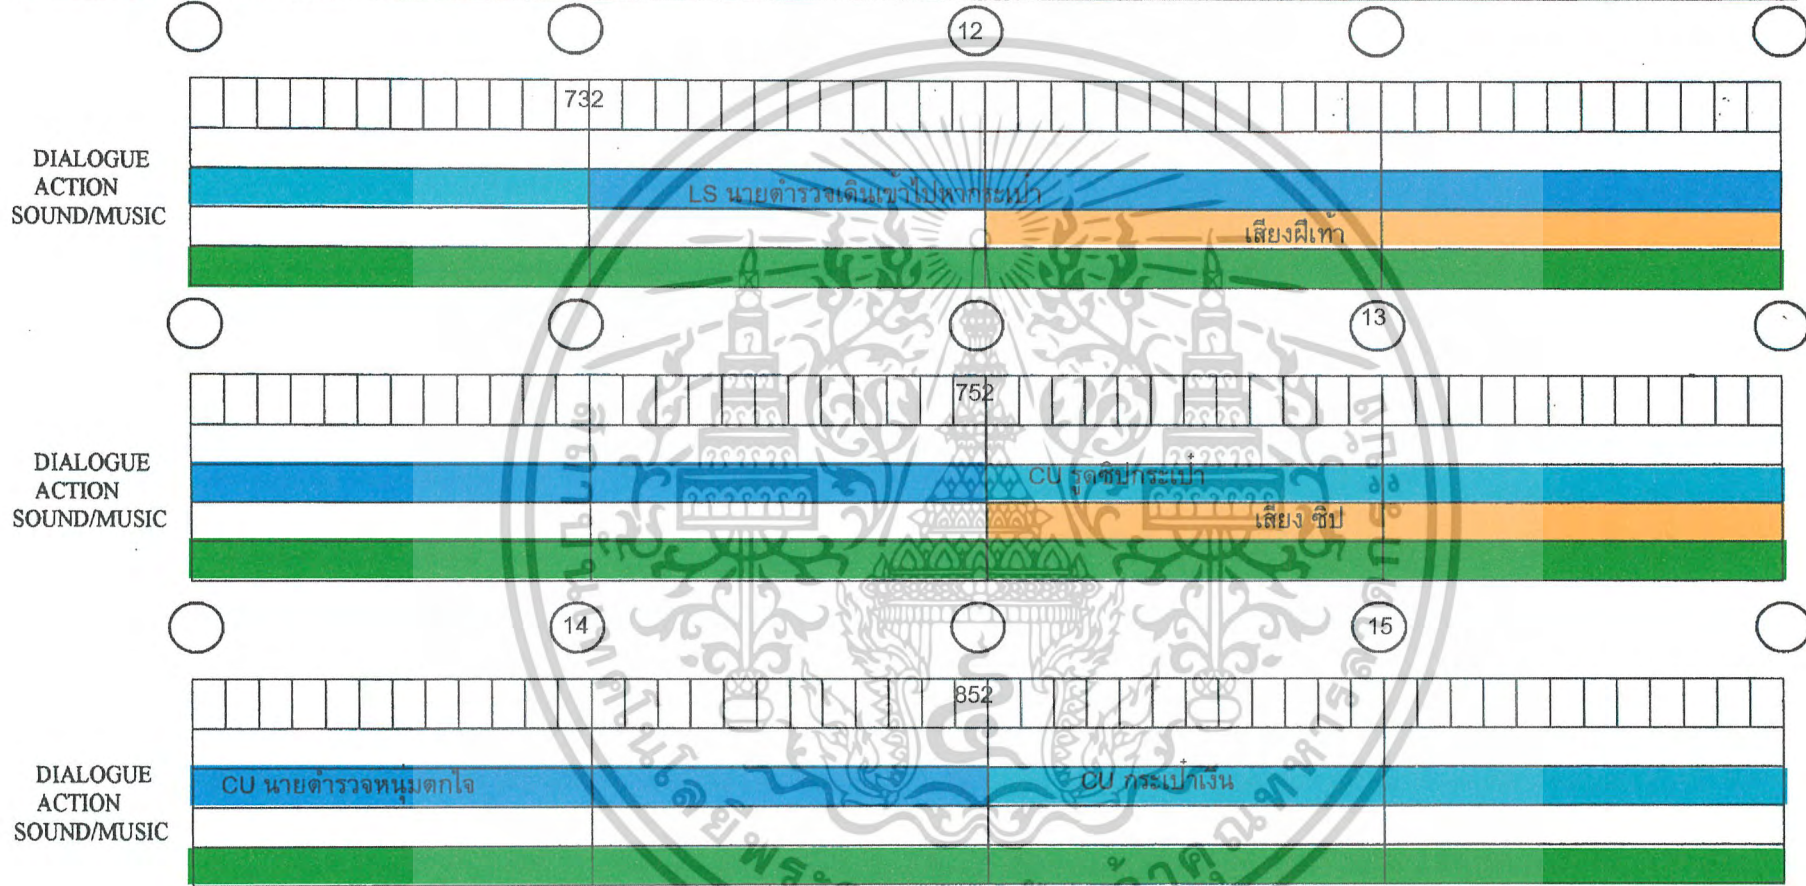 12
732
DIALOGUE
ACTION
SOUND/MUSIC
LS นายตำรวจเดินเข้าไปหากระเป๋า
เสียงฝีเท้า
13
752
DIALOGUE
ACTION
SOUND/MUSIC
CU รูดซิปกระเป๋า
เสียง ซิป
14
15
852
DIALOGUE
ACTION
SOUND/MUSIC
CU นายตำรวจหนุ่มตกใจ
CU กระเป๋าเงิน